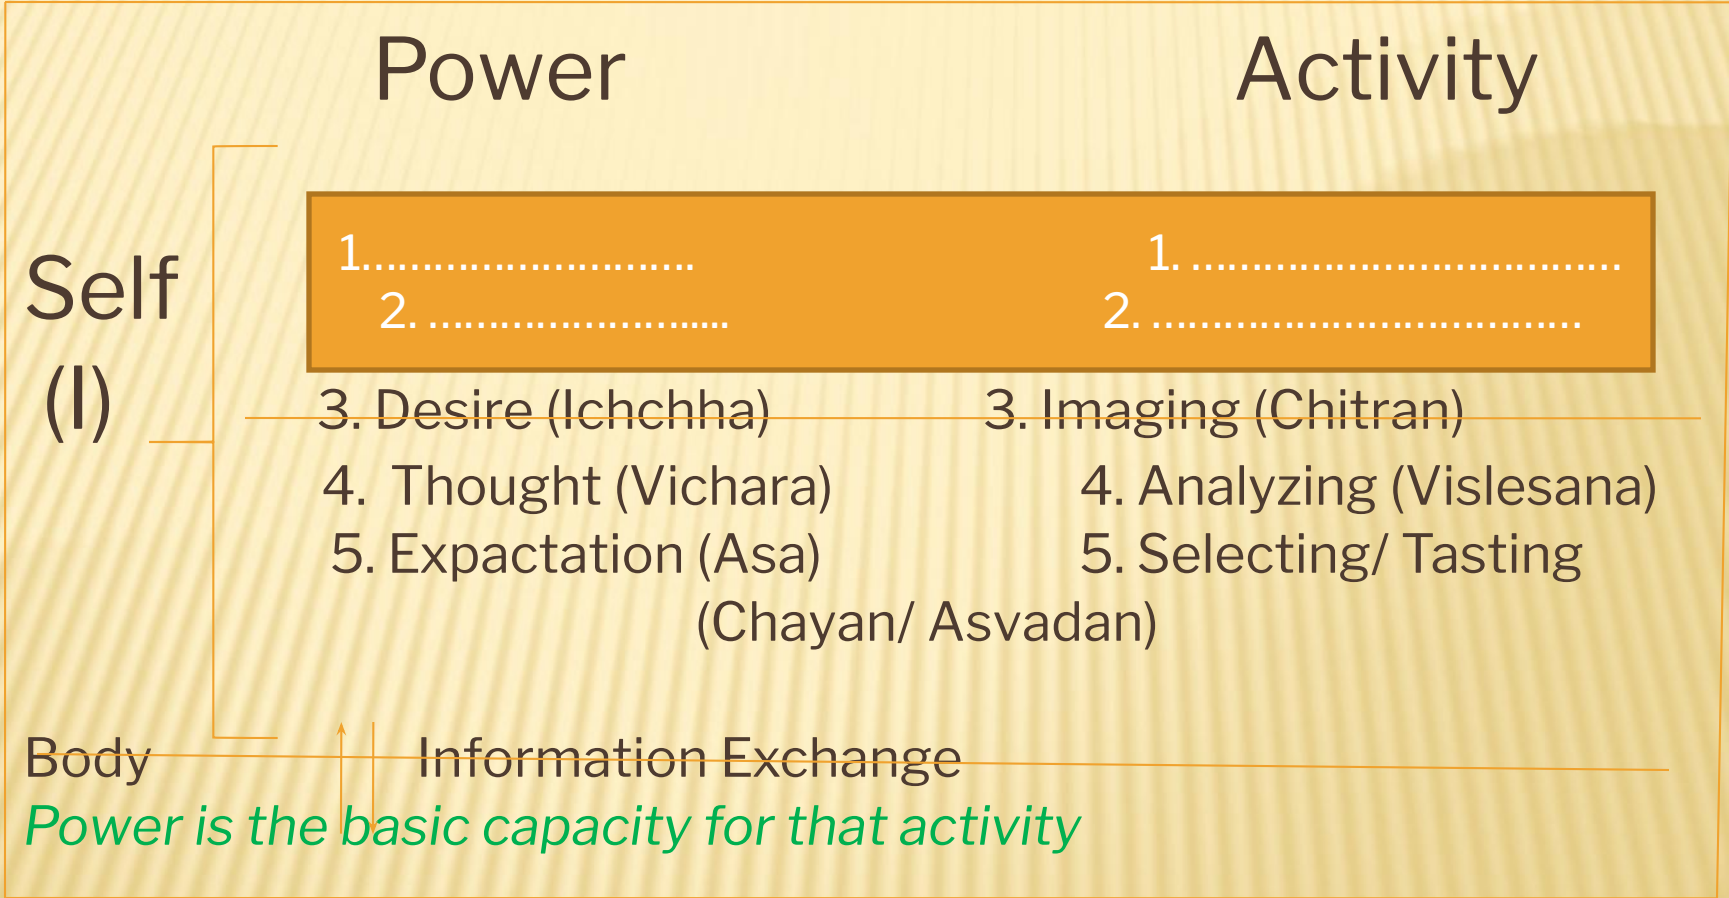 Power Activity
1.………………………. 1. ………………………………
2. …………………..... 2. ………………………………
Self
(I)
3. Desire (Ichchha) 3. Imaging (Chitran)
4. Thought (Vichara) 4. Analyzing (Vislesana)
5. Expactation (Asa) 5. Selecting/ Tasting
(Chayan/ Asvadan)
Body Information Exchange
Power is the basic capacity for that activity